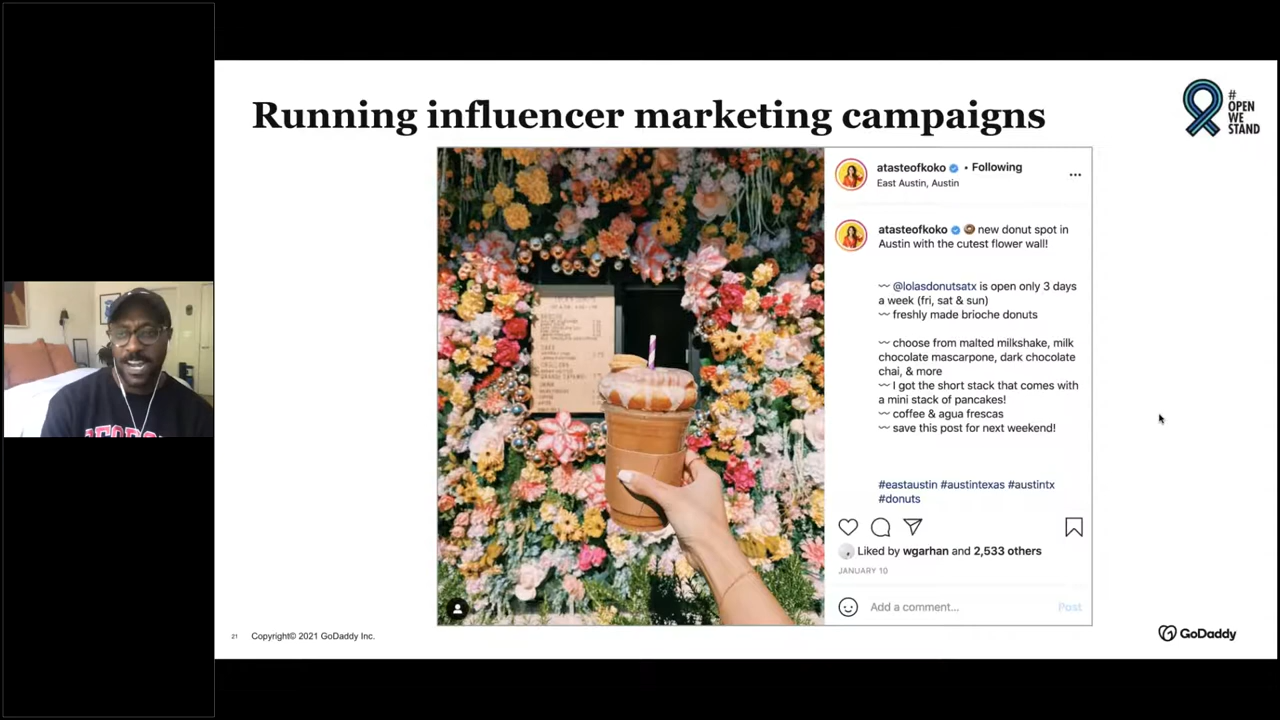 Running influencer marketing campaigns
#
OPEN
WE
STAND
atasteofkoko • Following
East Austin, Austin
atasteofkoko 🍩 new donut spot in
Austin with the cutest flower wall!
〰 @lolasdonutsatx is open only 3 days
a week (fri, sat & sun)
〰 freshly made brioche donuts
〰 choose from malted milkshake, milk
chocolate mascarpone, dark chocolate
chai, & more
〰 I got the short stack that comes with
a mini stack of pancakes!
〰 coffee & agua frescas
〰 save this post for next weekend!
#eastaustin #austintexas #austintx
#donuts
Liked by wgarhan and 2,533 others
JANUARY 10
Add a comment... Post
21 Copyright© 2021 GoDaddy Inc.
GoDaddy